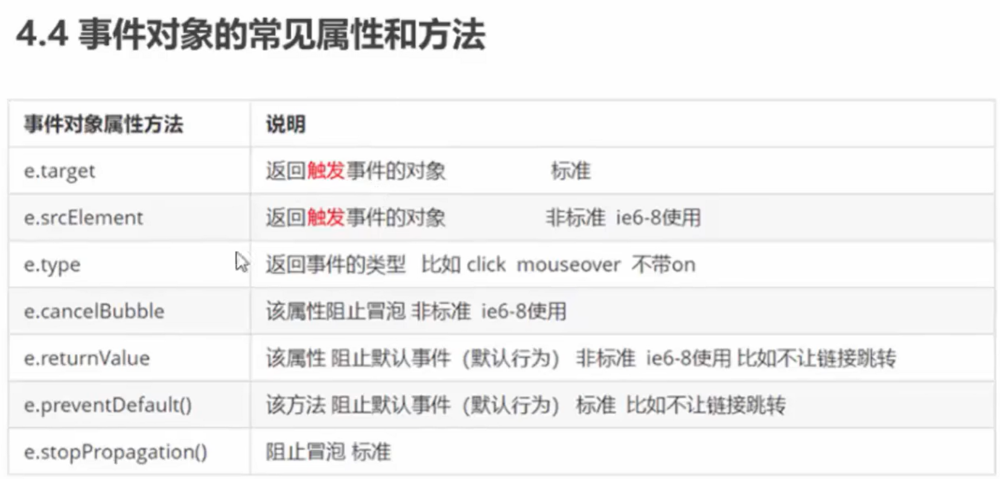 4.4 事件对象的常见属性和方法
事件对象属性方法 说明
e.target 返回触发事件的对象 标准
e.srcElement 返回触发事件的对象 非标准 ie6-8使用
e.type 返回事件的类型 比如 click mouseover 不带on
e.cancelBubble 该属性阻止冒泡 非标准 ie6-8使用
e.returnValue 该属性 阻止默认事件（默认行为） 非标准 ie6-8使用 比如不让链接跳转
e.preventDefault() 该方法 阻止默认事件（默认行为） 标准 比如不让链接跳转
e.stopPropagation() 阻止冒泡 标准